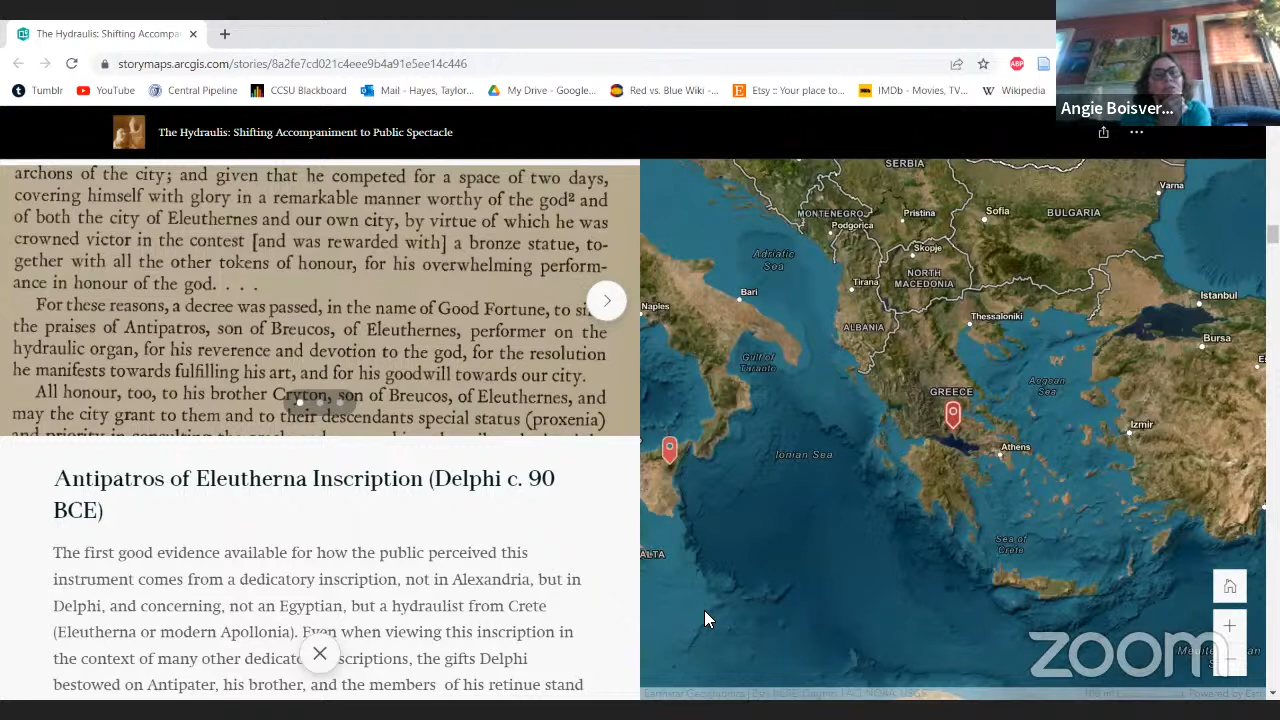 The Hydraulis: Shifting Accompa
storymaps.arcgis.com/stories/8a2fe7cd021c4eee9b4a91e5ee14c446
ABP
Tumblr
YouTube
Central Pipeline
CCSU Blackboard
Mail - Hayes, Taylor...
My Drive - Google...
Red vs. Blue Wiki -...
Etsy :: Your place to...
IMDb - Movies, TV...
Wikipedia
Angie Boisver...
The Hydraulis: Shifting Accompaniment to Public Spectacle
archons of the city; and given that he competed for a space of two days,
covering himself with glory in a remarkable manner worthy of the god² and
of both the city of Eleuthernes and our own city, by virtue of which he was
crowned victor in the contest [and was rewarded with] a bronze statue, to-
gether with all the other tokens of honour, for his overwhelming perform-
ance in honour of the god. . . .
For these reasons, a decree was passed, in the name of Good Fortune, to
the praises of Antipatros, son of Breucos, of Eleuthernes, performer on the
hydraulic organ, for his reverence and devotion to the god, for the resolution
he manifests towards fulfilling his art, and for his goodwill towards our city.
All honour, too, to his brother Cryton, son of Breucos, of Eleuthernes, and
may the city grant to them and to their descendants special status (proxenia)
Antipatros of Eleutherna Inscription (Delphi c. 90
BCE)
The first good evidence available for how the public perceived this
instrument comes from a dedicatory inscription, not in Alexandria, but in
Delphi, and concerning, not an Egyptian, but a hydraulist from Crete
(Eleutherna or modern Apollonia). Even when viewing this inscription in
the context of many other dedicatory inscriptions, the gifts Delphi
bestowed on Antipater, his brother, and the members of his retinue stand
SERBIA
Varna
MONTENEGRO
Pristina
Sofia
BULGARIA
Podgorica
Skopje
Adriatic
Sea
NORTH
MACEDONIA
Tirana
Bari
Istanbul
Naples
Thessaloniki
ALBANIA
Bursa
Gulf of
Taranto
Aegean
Sea
GREECE
Izmir
Athens
Ionian Sea
Sea of
Crete
ALTA
zoom